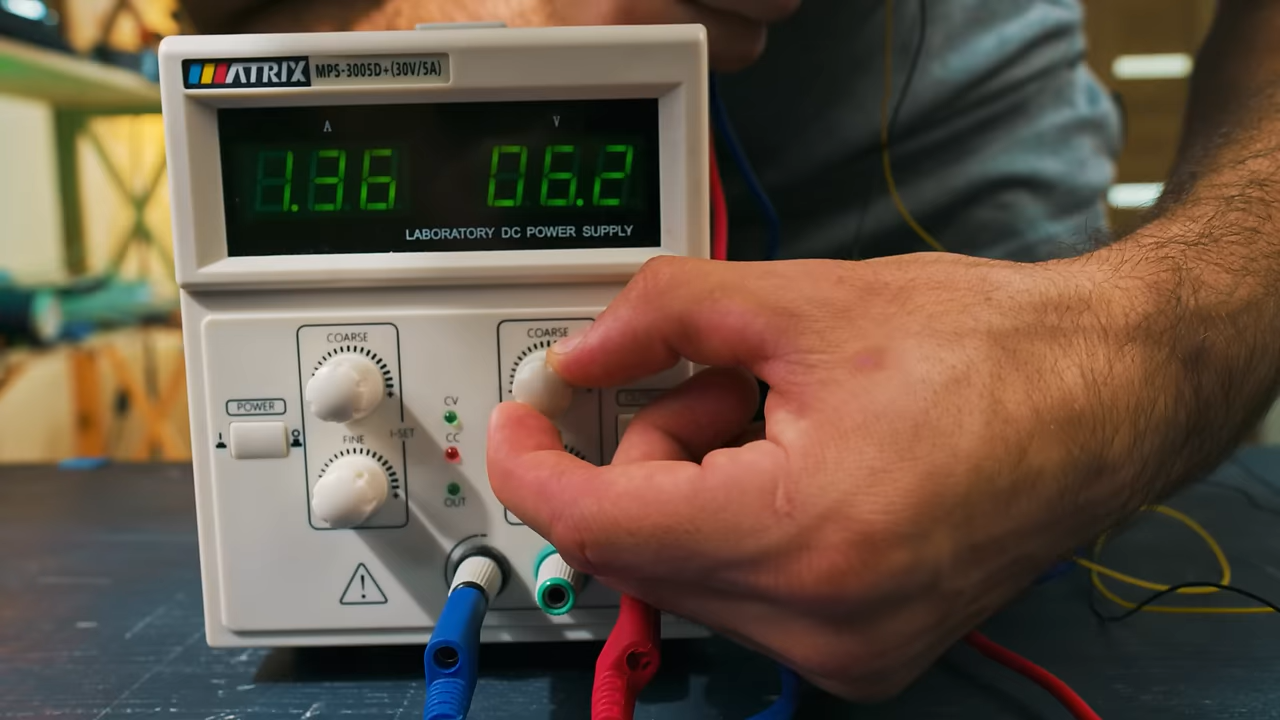 MATRIX MPS-3005D+(30V/5A)
A V
1.36 06.2
LABORATORY DC POWER SUPPLY
COARSE
COARSE
POWER
CV
I-SET
CC
FINE
OUT